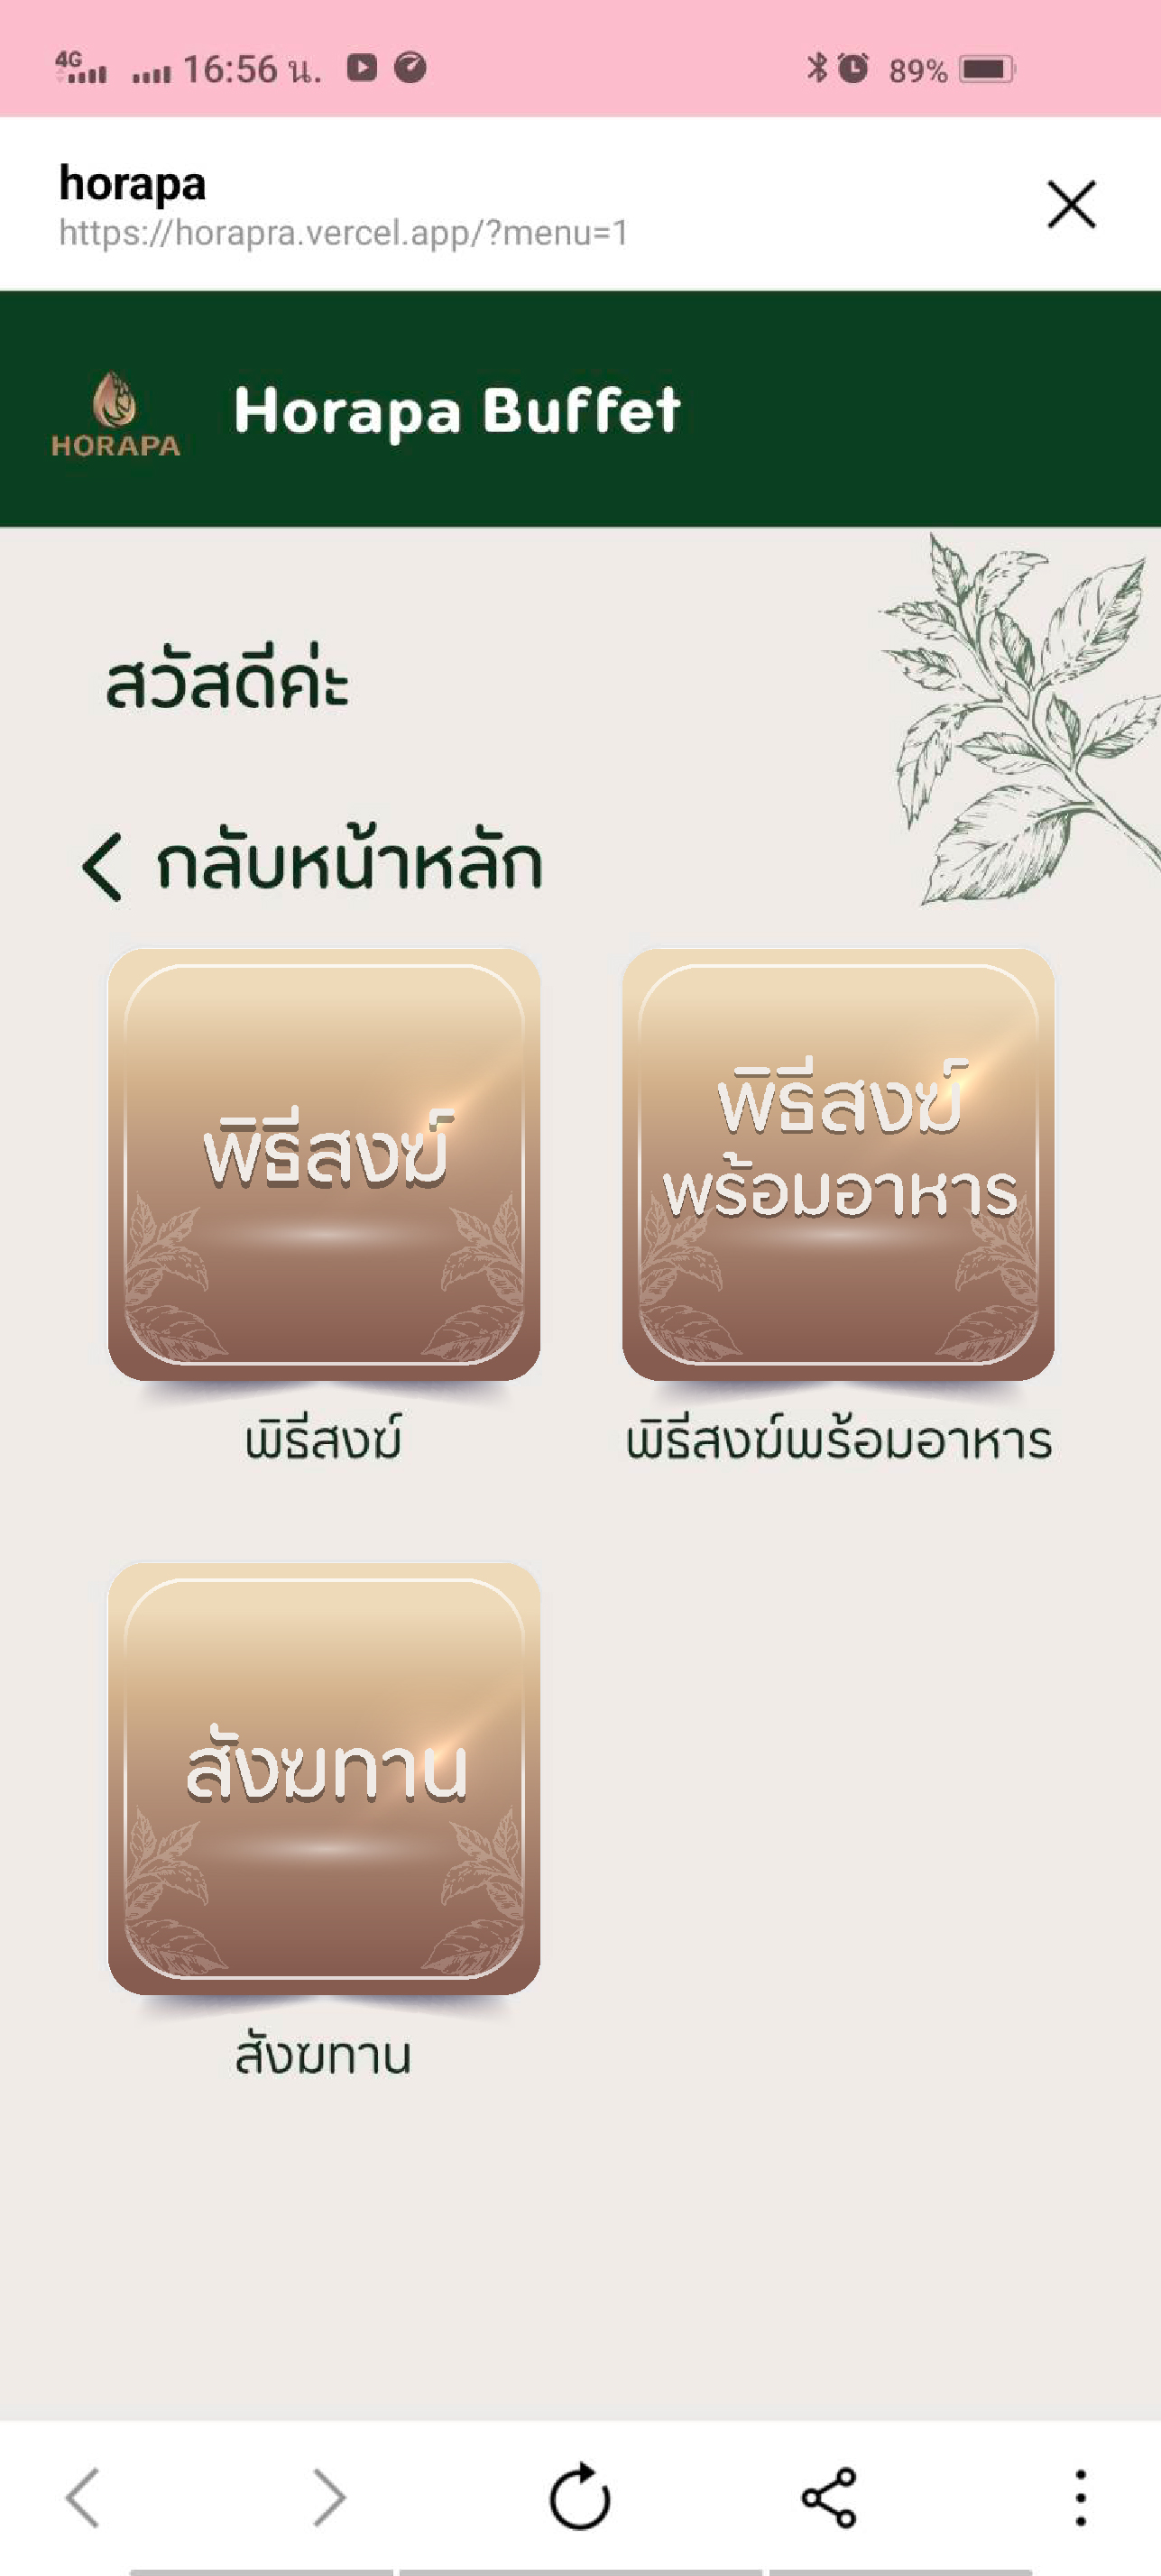 4G 16:56 น. 89%
horapa
https://horapra.vercel.app/?menu=1
HORAPA
Horapa Buffet
สวัสดีค่ะ
กลับหน้าหลัก
พิธีสงฆ์
พิธีสงฆ์
พร้อมอาหาร
พิธีสงฆ์
พิธีสงฆ์พร้อมอาหาร
สังฆทาน
สังฆทาน